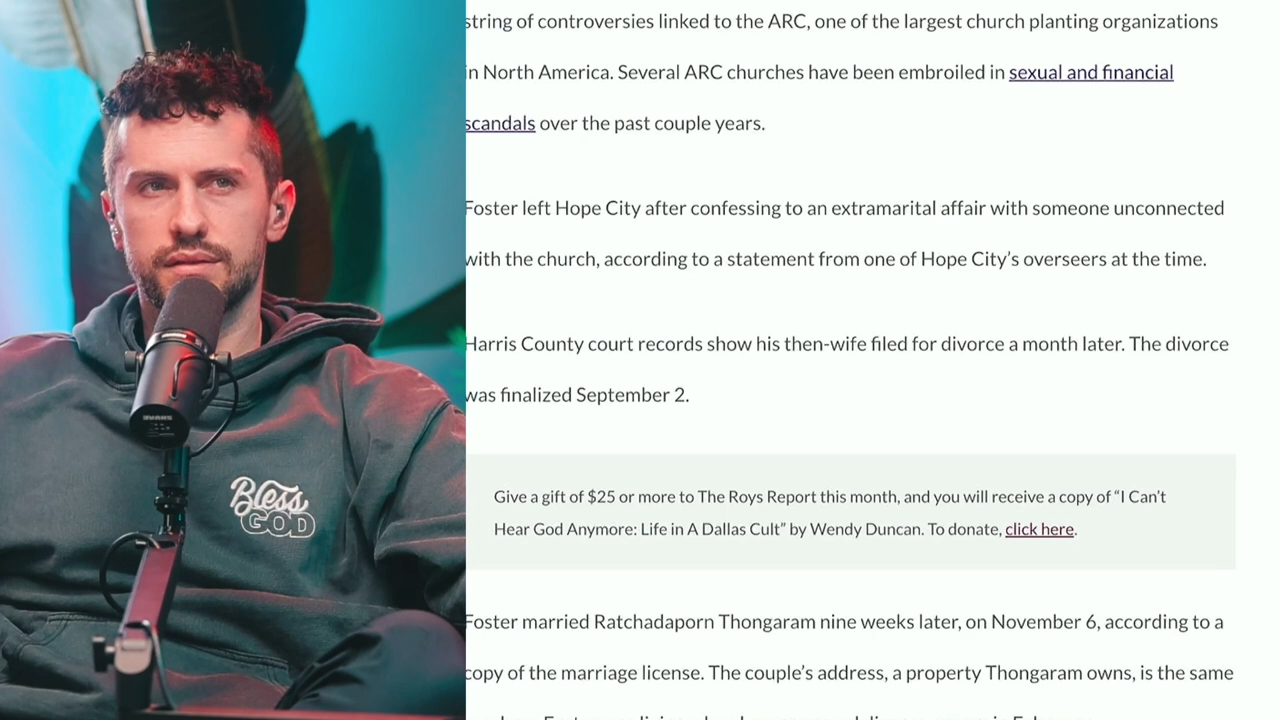 string of controversies linked to the ARC, one of the largest church planting organizations
in North America. Several ARC churches have been embroiled in sexual and financial
scandals over the past couple years.
Foster left Hope City after confessing to an extramarital affair with someone unconnected
with the church, according to a statement from one of Hope City’s overseers at the time.
Harris County court records show his then-wife filed for divorce a month later. The divorce
was finalized September 2.
Give a gift of $25 or more to The Roys Report this month, and you will receive a copy of “I Can’t
Hear God Anymore: Life in A Dallas Cult” by Wendy Duncan. To donate, click here.
Foster married Ratchadaporn Thongaram nine weeks later, on November 6, according to a
copy of the marriage license. The couple’s address, a property Thongaram owns, is the same
Bless
GOD